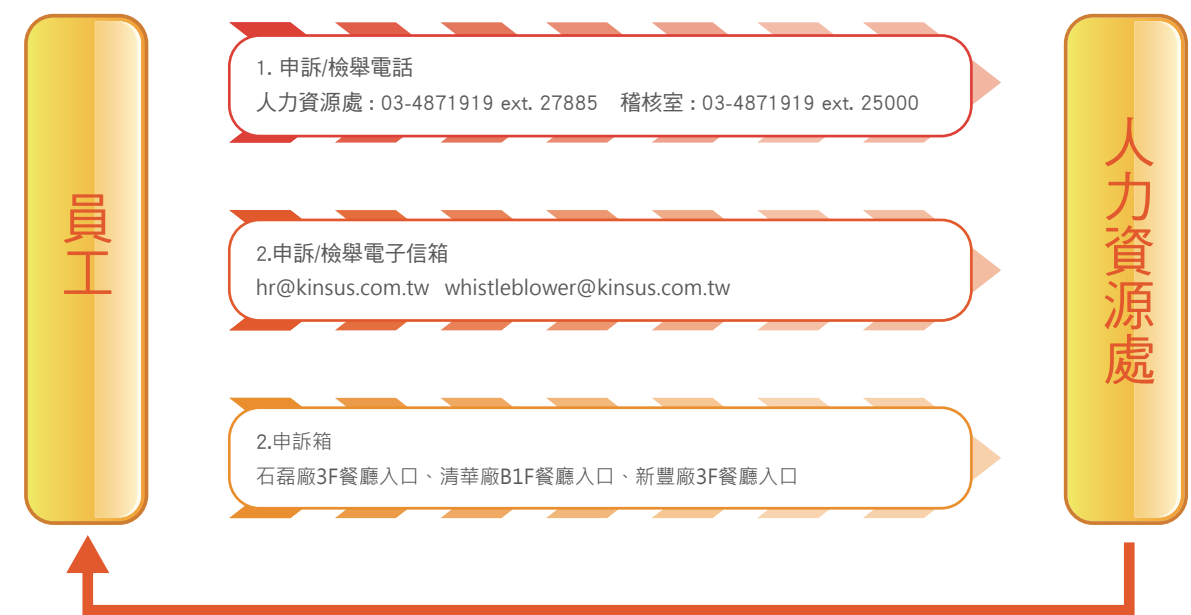 員工
1. 申訴/檢舉電話
人力資源處 : 03-4871919 ext. 27885 稽核室 : 03-4871919 ext. 25000
2.申訴/檢舉電子信箱
hr@kinsus.com.tw whistleblower@kinsus.com.tw
2.申訴箱
石磊廠3F餐廳入口、清華廠B1F餐廳入口、新豐廠3F餐廳入口
人力資源處